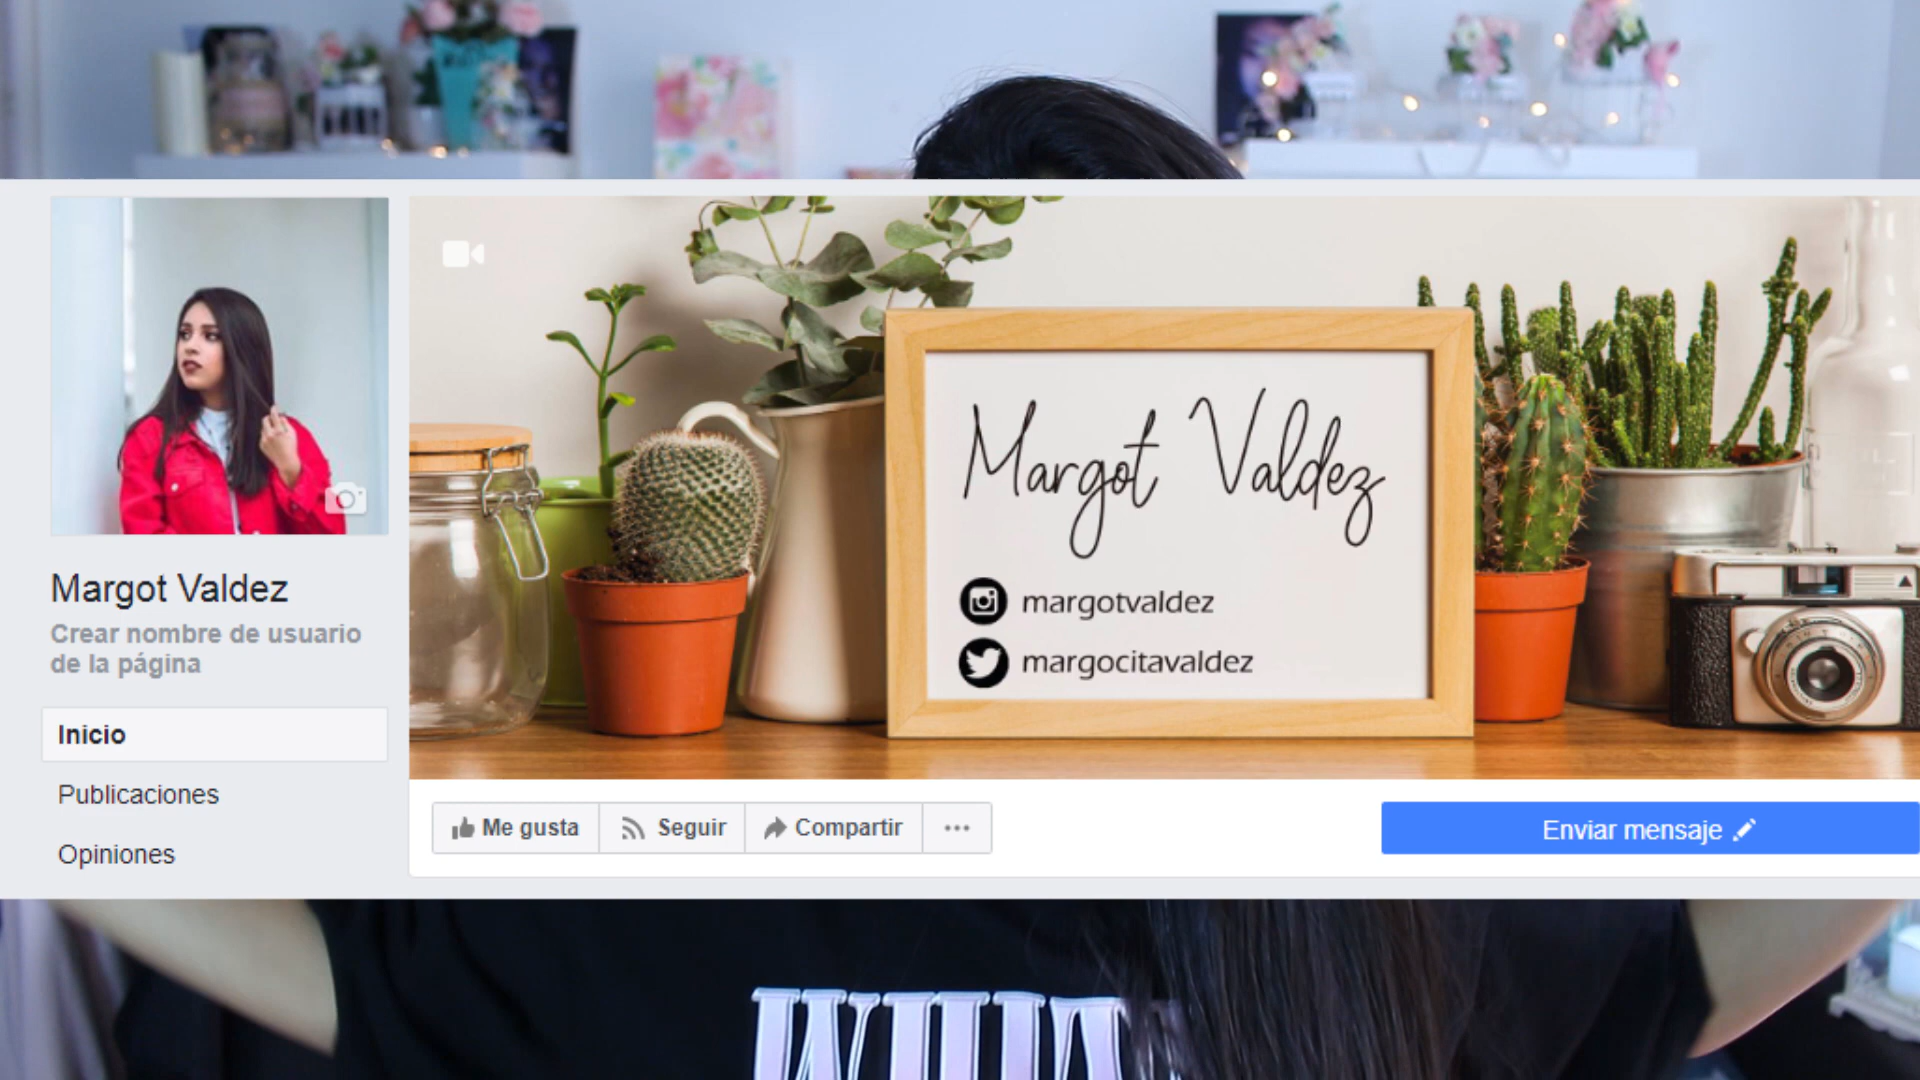 Margot Valdez
Crear nombre de usuario
de la página
Inicio
Publicaciones
Opiniones
Margot Valdez
margotvaldez
margocitavaldez
Me gusta
Seguir
Compartir
Enviar mensaje